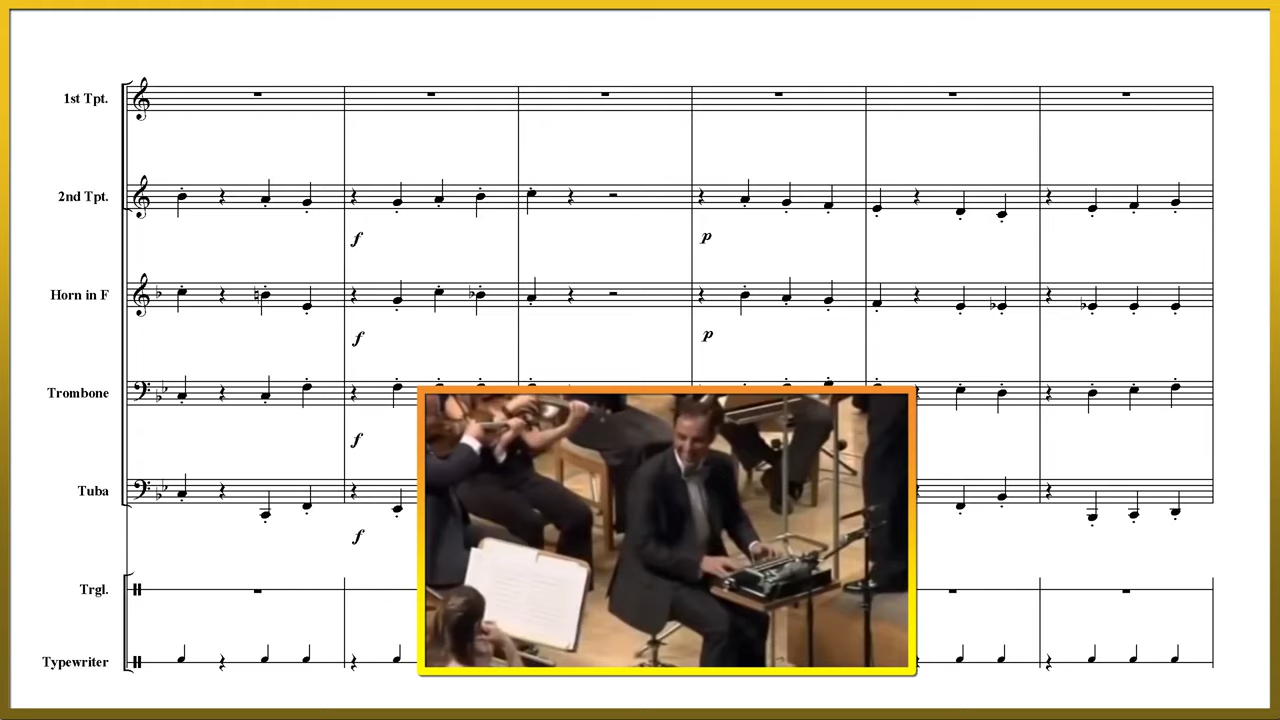 1st Tpt.
2nd Tpt.
f
p
Horn in F
f
p
Trombone
f
Tuba
f
Trgl.
Typewriter